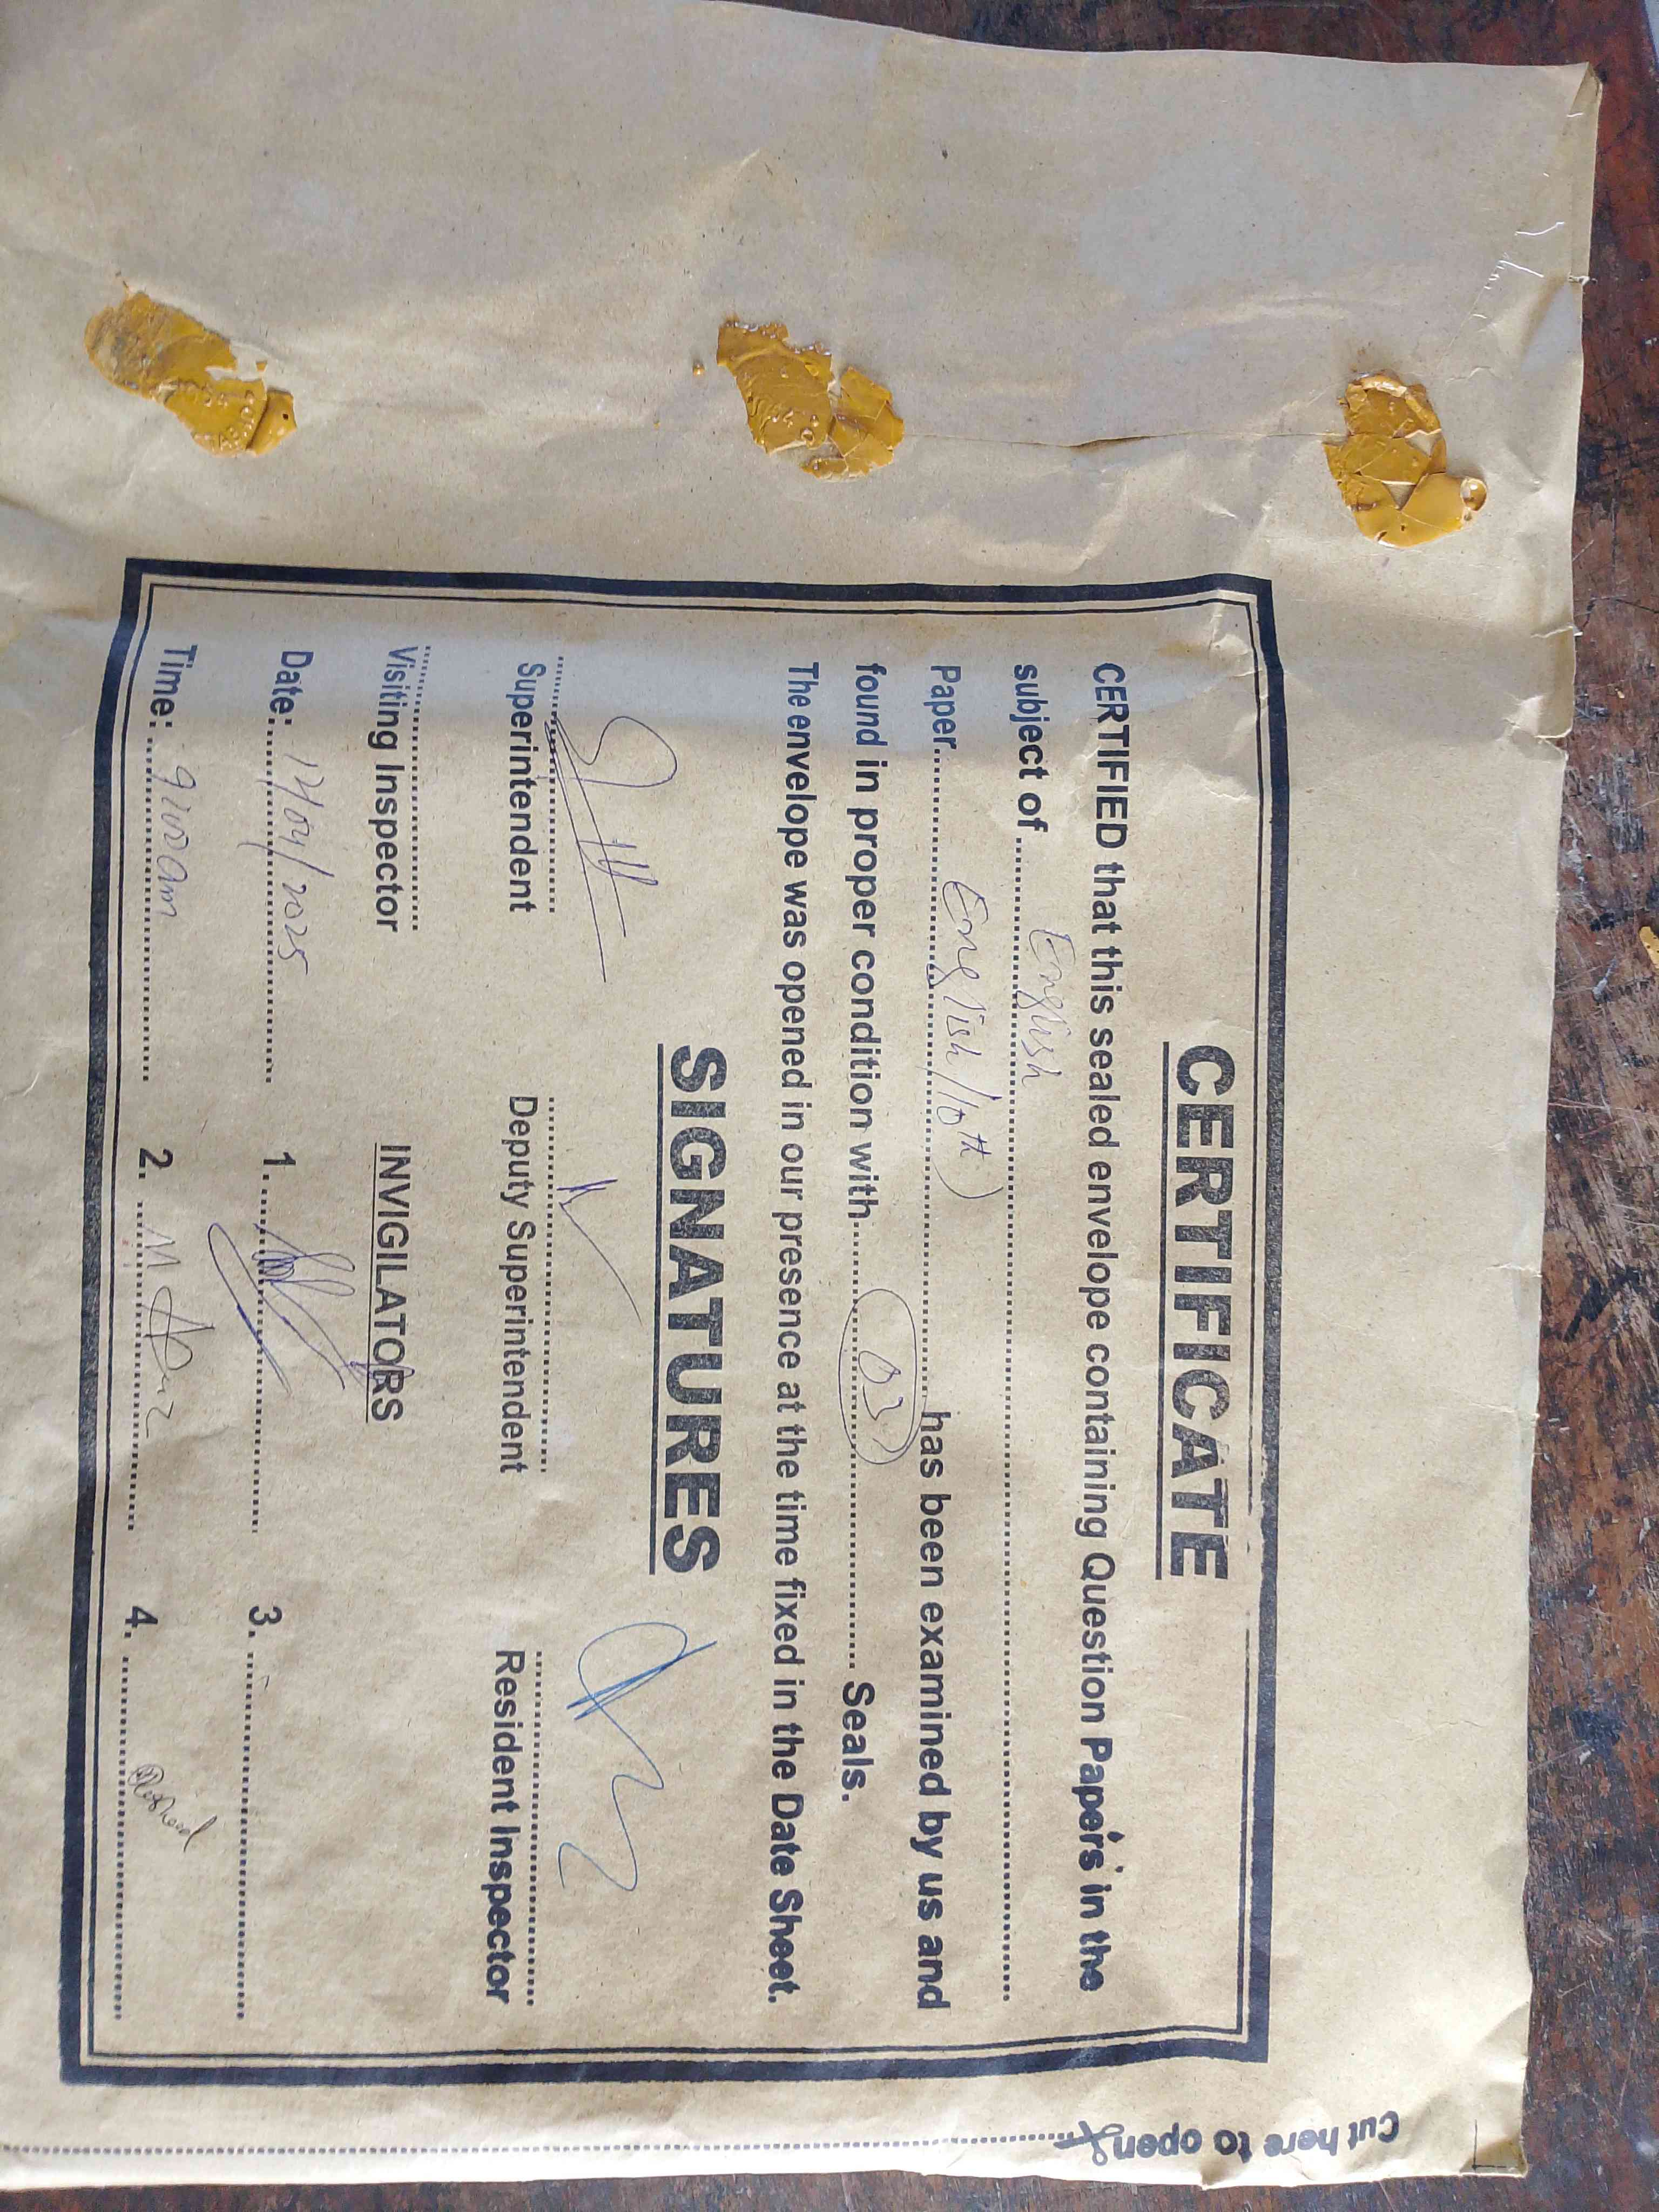 CERTIFICATE
CERTIFIED that this sealed envelope containing Question Papers in the
subject of English
Paper English (10th) has been examined by us and
found in proper condition with 03 Seals.
The envelope was opened in our presence at the time fixed in the Date Sheet.
SIGNATURES
Superintendent Deputy Superintendent Resident Inspector
Visiting Inspector INVIGILATORS
Date: /04/2025 1. 3.
Time: 9:00 am 2. 4.
Cut here to open